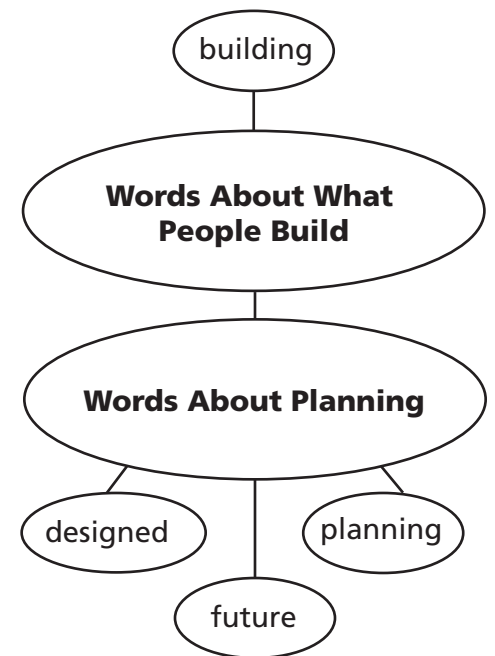 building
Words About What
People Build
Words About Planning
designed
planning
future